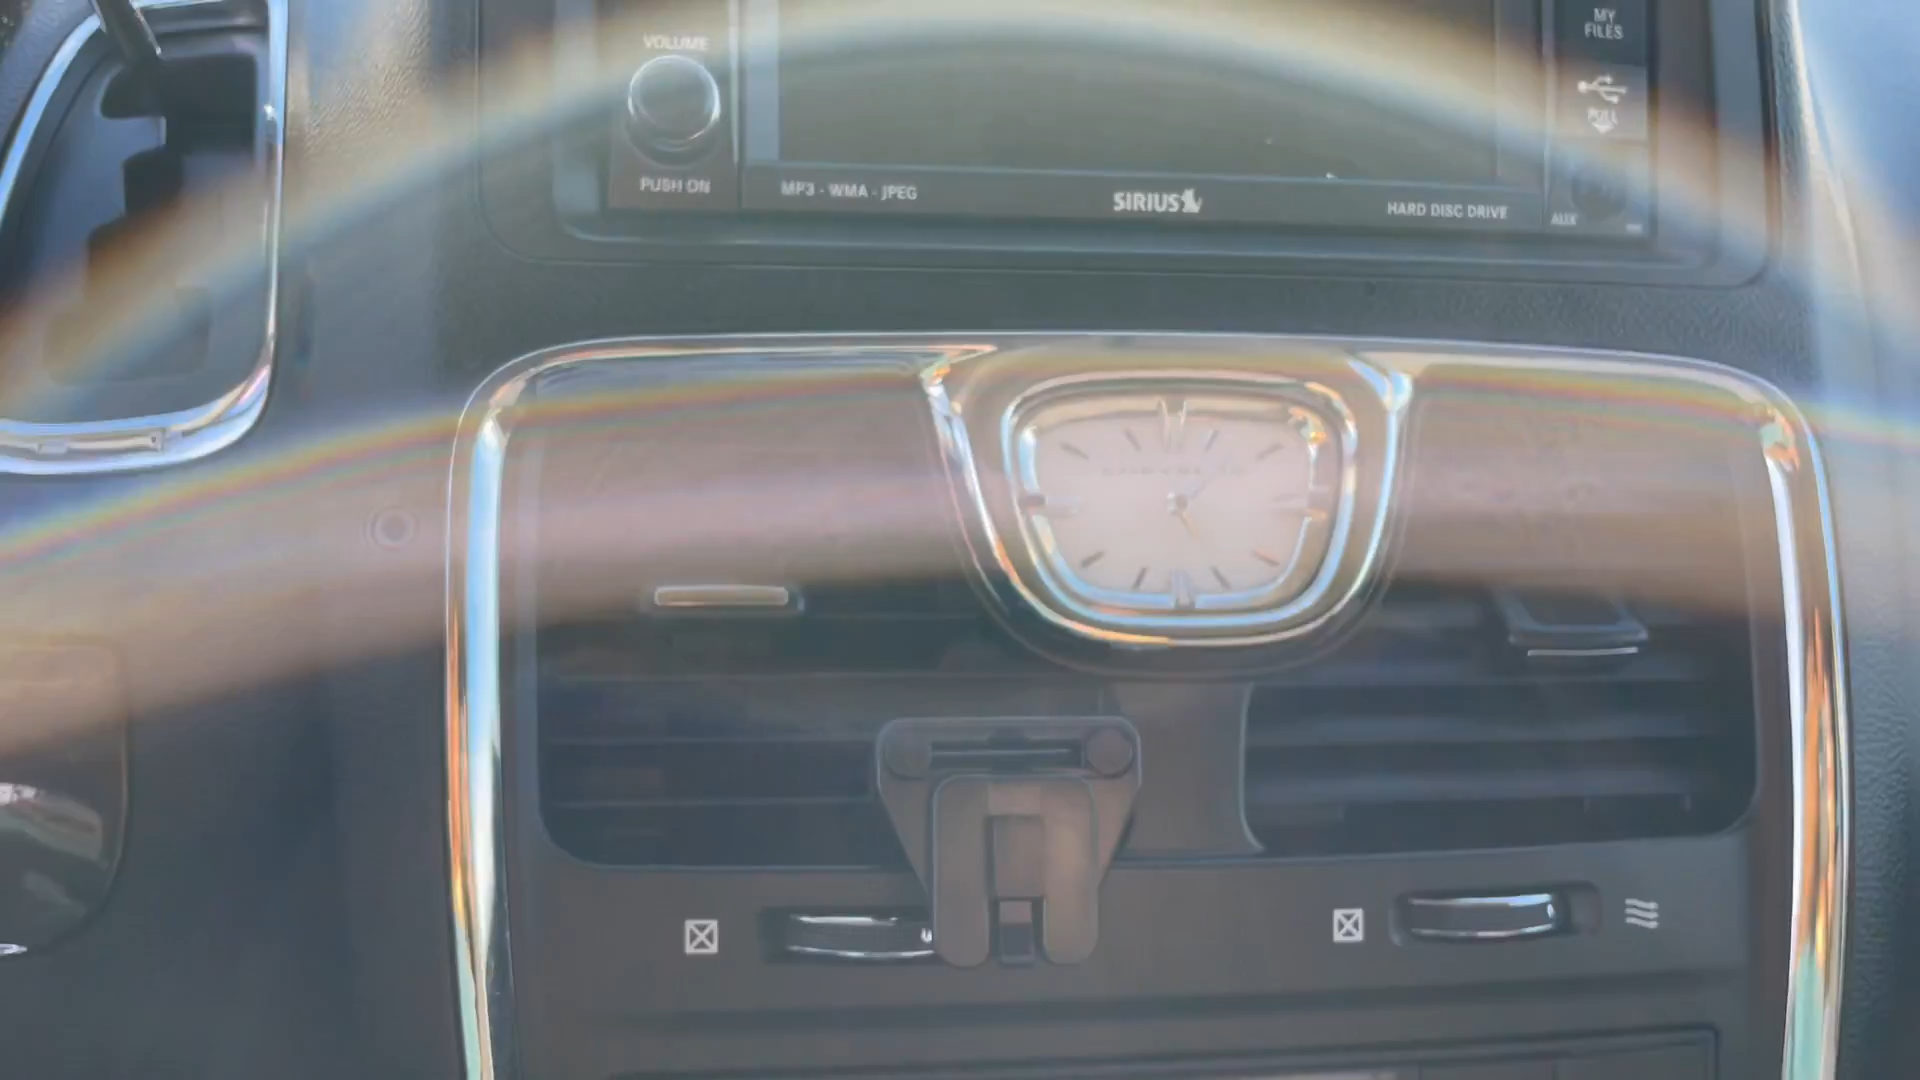 VOLUME
PUSH ON
MP3 - WMA - JPEG
SIRIUS
HARD DISC DRIVE
MY
FILES
PULL
AUX